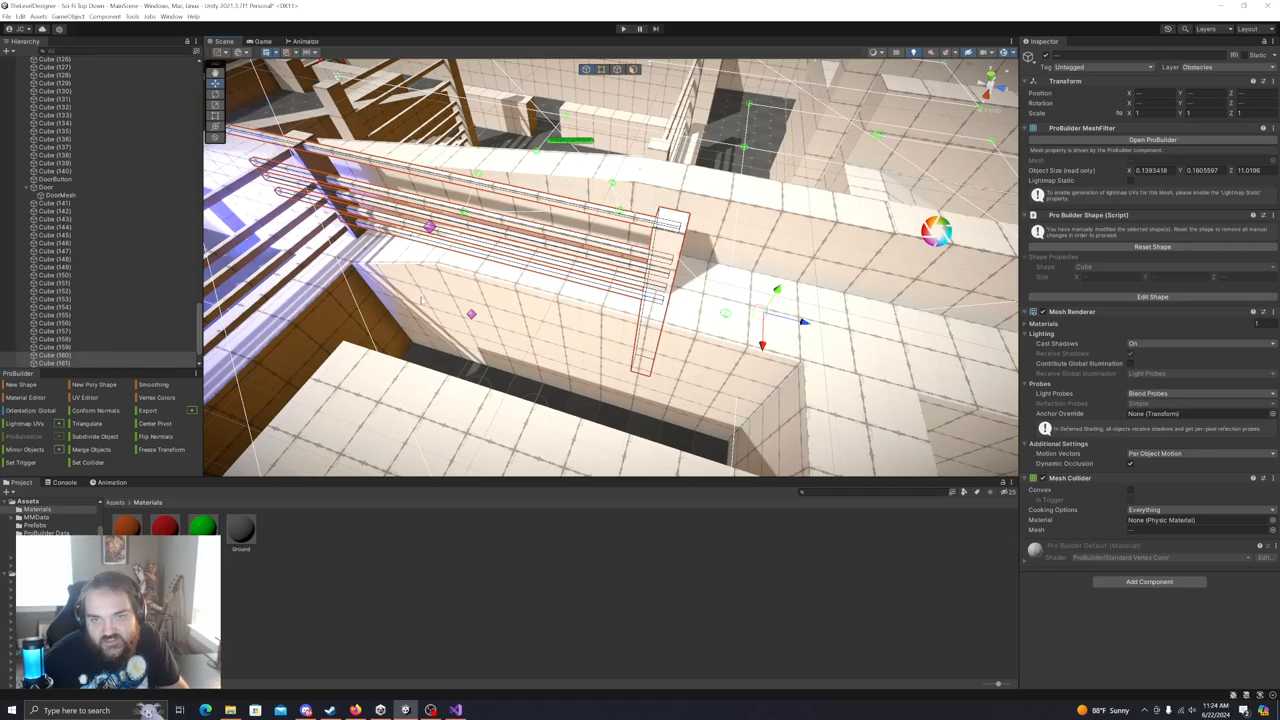 TheLevelDesigner - Sci-Fi Top Down - MainScene - Windows, Mac, Linux - Unity 2021.3.7f1 Personal* <DX11>
File Edit Assets GameObject Component Tools Jobs Window Help
JC
Layers Layout
Hierarchy
All
Cube (126)
Cube (127)
Cube (128)
Cube (129)
Cube (130)
Cube (131)
Cube (132)
Cube (133)
Cube (134)
Cube (135)
Cube (136)
Cube (137)
Cube (138)
Cube (139)
Cube (140)
DoorButton
Door
DoorMesh
Cube (141)
Cube (142)
Cube (143)
Cube (144)
Cube (145)
Cube (146)
Cube (147)
Cube (148)
Cube (149)
Cube (150)
Cube (151)
Cube (152)
Cube (153)
Cube (154)
Cube (155)
Cube (156)
Cube (157)
Cube (158)
Cube (159)
Cube (160)
Cube (161)
ProBuilder
New Shape New Poly Shape Smoothing
Material Editor UV Editor Vertex Colors
Orientation: Global Conform Normals Export
Lightmap UVs Triangulate Center Pivot
ProBuilderize Subdivide Object Flip Normals
Mirror Objects Merge Objects Freeze Transform
Set Trigger Set Collider
Scene Game Animator
2D
Persp
Inspector
Static
Tag Untagged Layer Obstacles
Transform
Position X — Y — Z —
Rotation X — Y — Z —
Scale X 1 Y 1 Z 1
ProBuilder MeshFilter
Open ProBuilder
Mesh property is driven by the ProBuilder component.
Mesh
Object Size (read only) X 0.1393418 Y 0.1605597 Z 11.0196
Lightmap Static
To enable generation of lightmap UVs for this Mesh, please enable the 'Lightmap Static' property.
Pro Builder Shape (Script)
You have manually modified the selected shape(s). Reset the shape to remove all manual changes in order to proceed.
Reset Shape
Shape Properties
Shape Cube
Size X — Y — Z —
Edit Shape
Mesh Renderer
Materials 1
Lighting
Cast Shadows On
Receive Shadows
Contribute Global Illumination
Receive Global Illumination Light Probes
Probes
Light Probes Blend Probes
Reflection Probes Simple
Anchor Override None (Transform)
In Deferred Shading, all objects receive shadows and get per-pixel reflection probes.
Additional Settings
Motion Vectors Per Object Motion
Dynamic Occlusion
Mesh Collider
Convex
Is Trigger
Cooking Options Everything
Material None (Physic Material)
Mesh —
Pro Builder Default (Material)
Shader ProBuilder/Standard Vertex Color Edit...
Add Component
Project Console Animation
25
Assets
Materials
MMData
Prefabs
ProBuilder Data
Assets > Materials
Ground
Type here to search
88°F Sunny
11:24 AM
6/22/2024
2